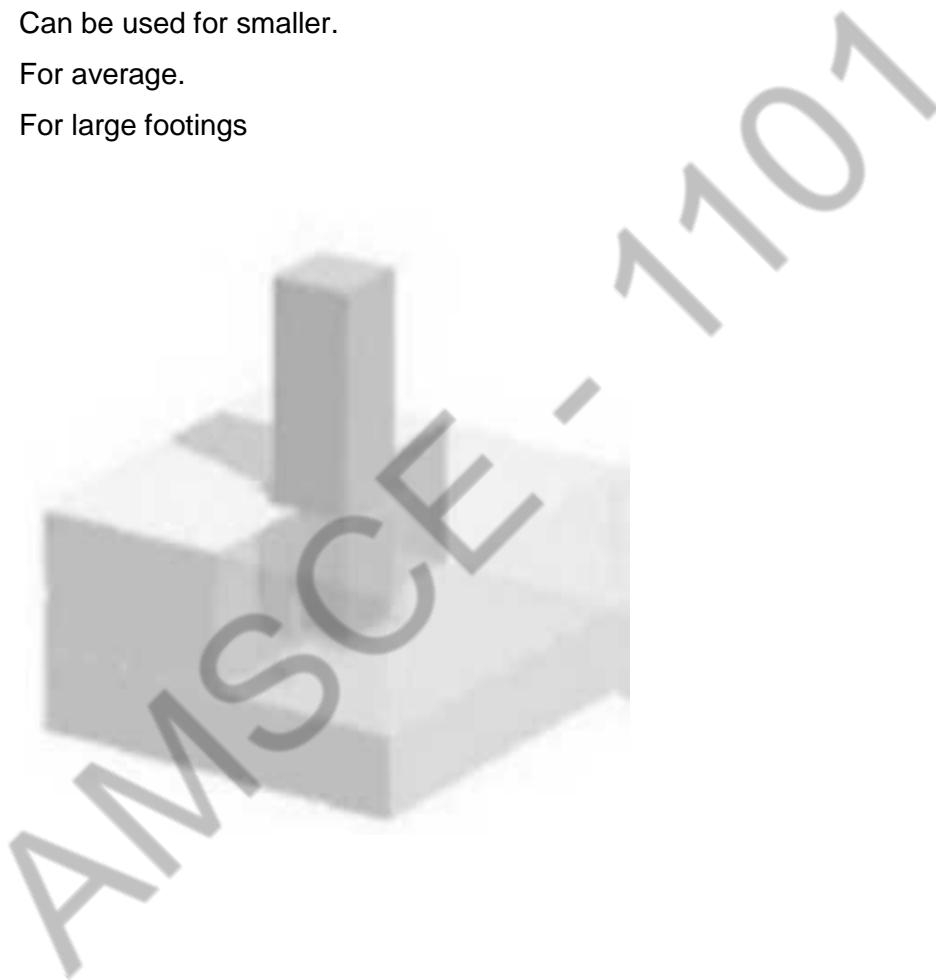 Can be used for smaller.
For average.
For large footings
AMSCE - 1101